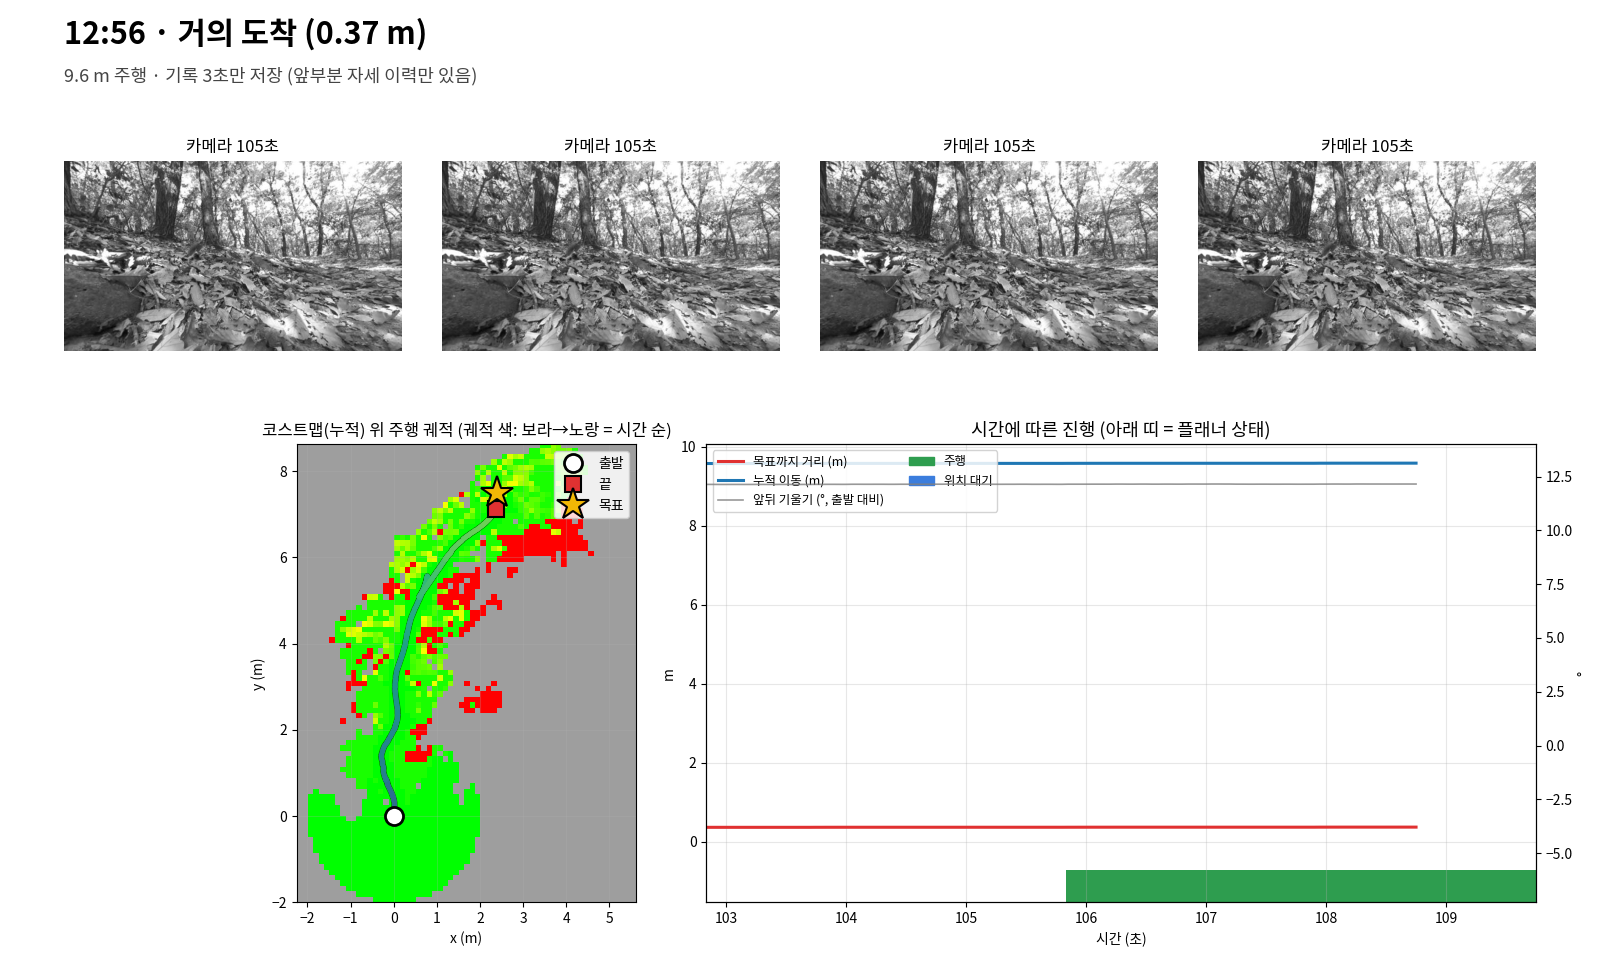 12:56 · 거의 도착 (0.37 m)
9.6 m 주행 · 기록 3초만 저장 (앞부분 자세 이력만 있음)
카메라 105초
카메라 105초
카메라 105초
카메라 105초
코스트맵(누적) 위 주행 궤적 (궤적 색: 보라→노랑 = 시간 순)
출발
끝
목표
y (m)
8
6
4
2
0
−2
−2 −1 0 1 2 3 4 5
x (m)
시간에 따른 진행 (아래 띠 = 플래너 상태)
목표까지 거리 (m)
누적 이동 (m)
앞뒤 기울기 (°, 출발 대비)
주행
위치 대기
m
10
8
6
4
2
0
12.5
10.0
7.5
5.0
2.5
0.0
−2.5
−5.0
°
103 104 105 106 107 108 109
시간 (초)